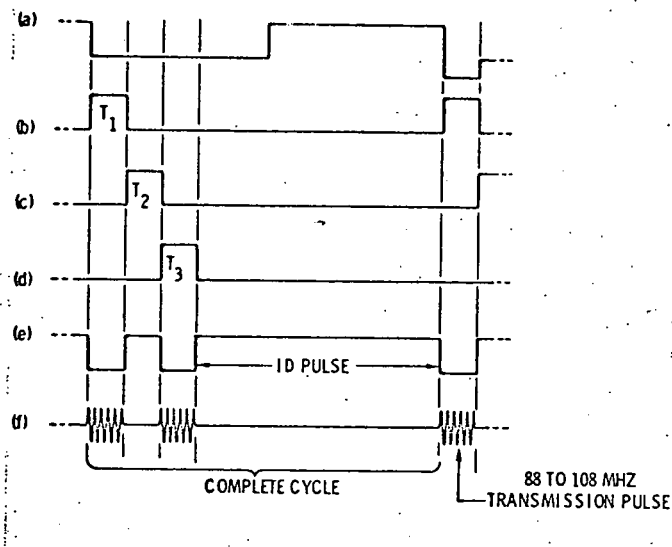 (a)
(b)
T1
(c)
T2
(d)
T3
(e)
ID PULSE
(f)
COMPLETE CYCLE
88 TO 108 MHZ
TRANSMISSION PULSE